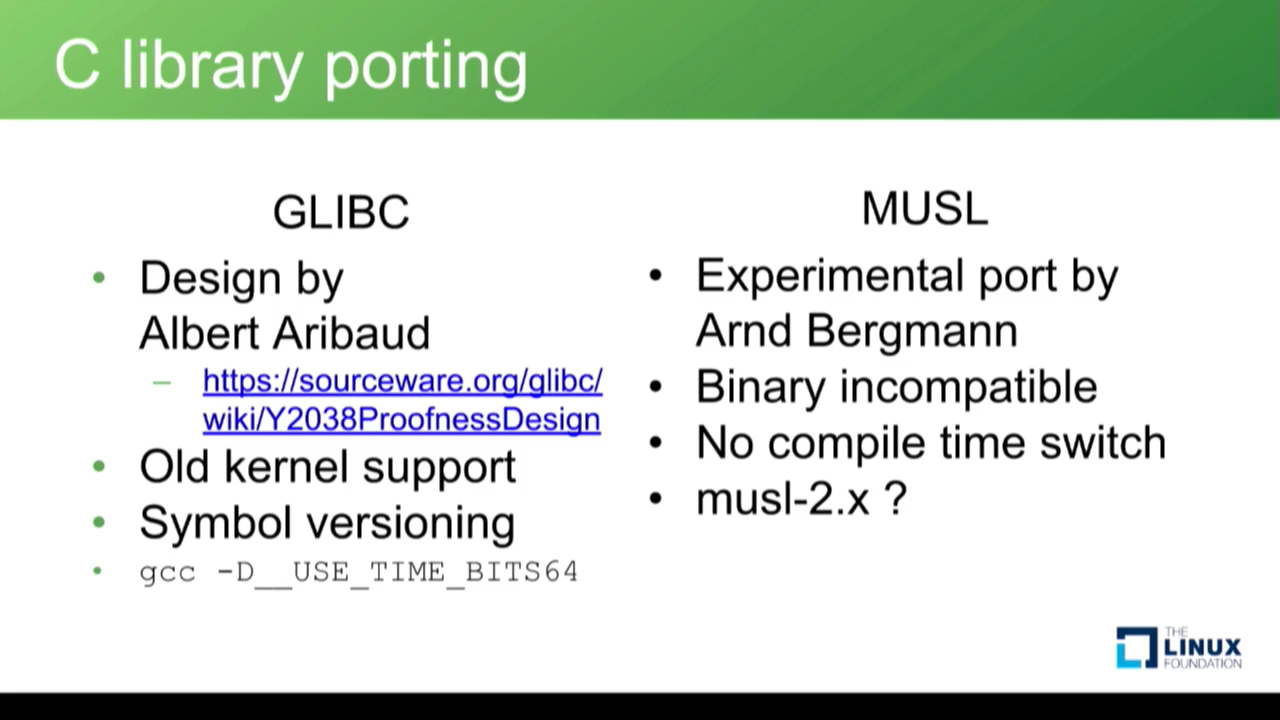 C library porting
GLIBC
• Design by
Albert Aribaud
– https://sourceware.org/glibc/
wiki/Y2038ProofnessDesign
• Old kernel support
• Symbol versioning
• gcc -D__USE_TIME_BITS64
MUSL
• Experimental port by
Arnd Bergmann
• Binary incompatible
• No compile time switch
• musl-2.x ?
THE
LINUX
FOUNDATION